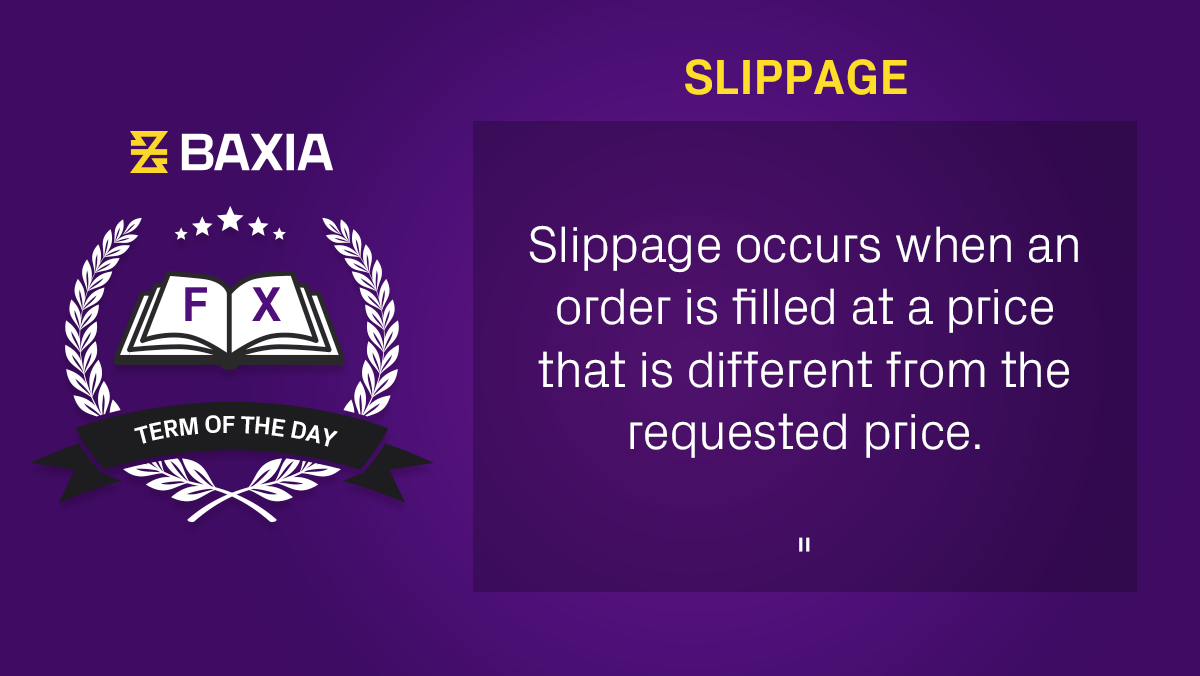 BAXIA
F X
TERM OF THE DAY
SLIPPAGE
Slippage occurs when an
order is filled at a price
that is different from the
requested price.
"